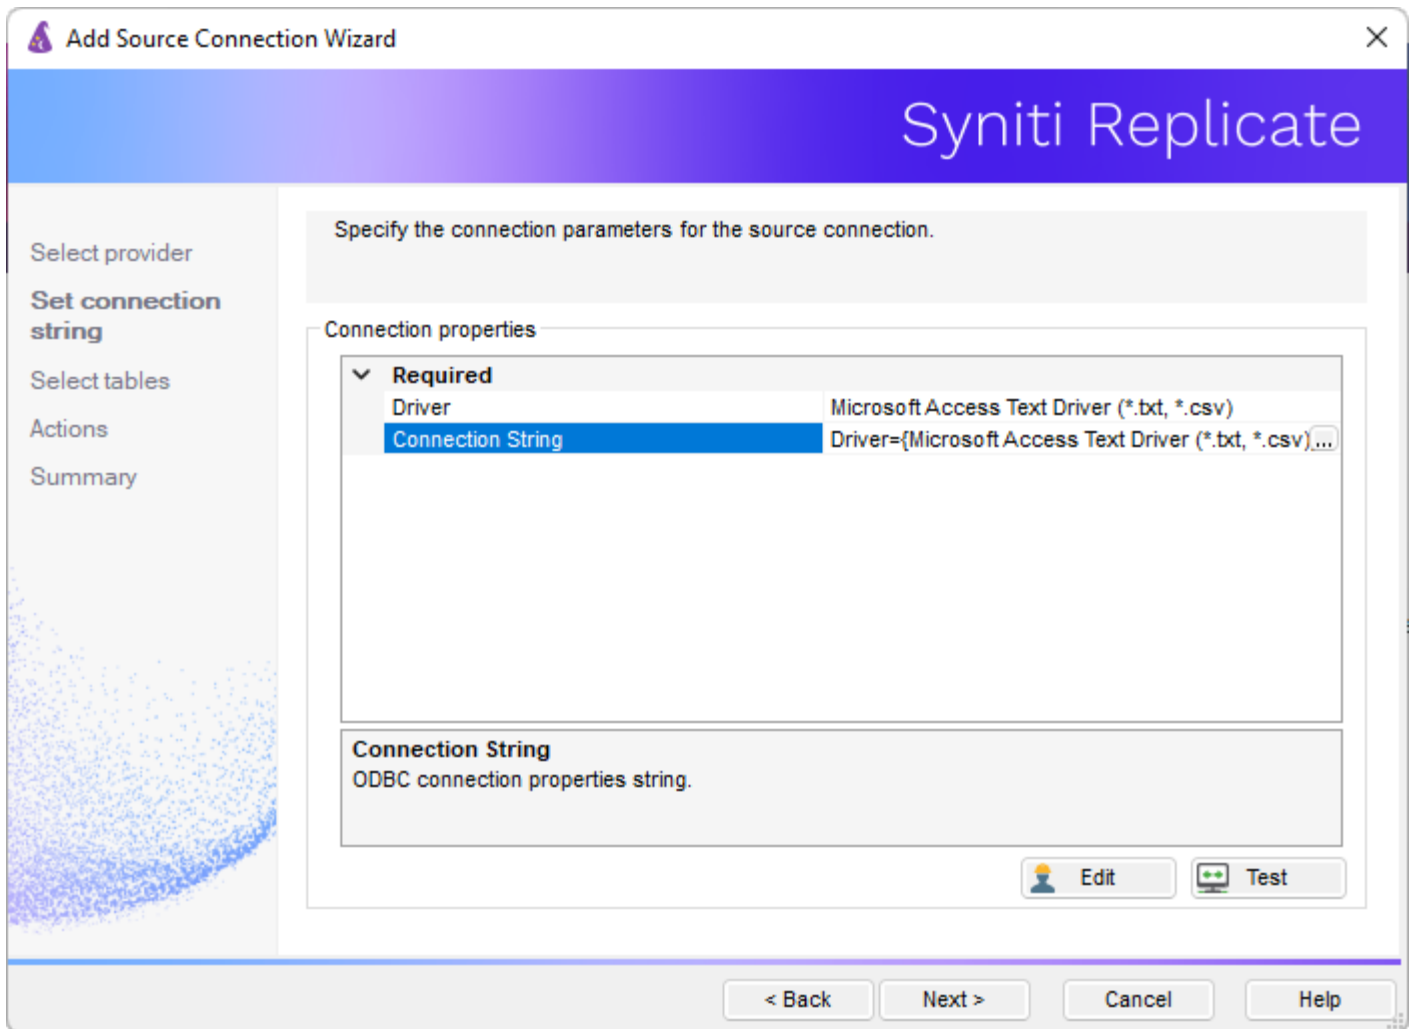 Add Source Connection Wizard
Syniti Replicate
Select provider
Set connection
string
Select tables
Actions
Summary
Specify the connection parameters for the source connection.
Connection properties
Required
Driver Microsoft Access Text Driver (*.txt, *.csv)
Connection String Driver={Microsoft Access Text Driver (*.txt, *.csv) ...
Connection String
ODBC connection properties string.
Edit Test
< Back Next > Cancel Help